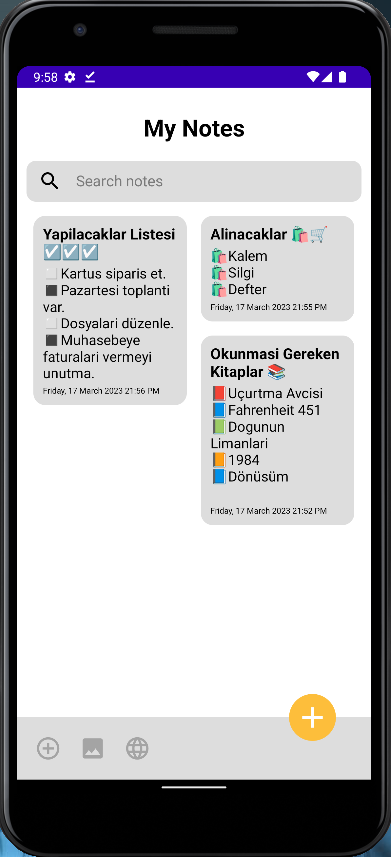 9:58
My Notes
Search notes
Yapilacaklar Listesi
☑️☑️☑️
◻️Kartus siparis et.
◼️Pazartesi toplanti
var.
◻️Dosyalari düzenle.
◼️Muhasebeye
faturalari vermeyi
unutma.
Friday, 17 March 2023 21:56 PM
Alinacaklar 🛍️🛒
🛍️Kalem
🛍️Silgi
🛍️Defter
Friday, 17 March 2023 21:55 PM
Okunmasi Gereken
Kitaplar 📚
📕Uçurtma Avcisi
📘Fahrenheit 451
📗Dogunun
Limanlari
📙1984
📘Dönüsüm
Friday, 17 March 2023 21:52 PM